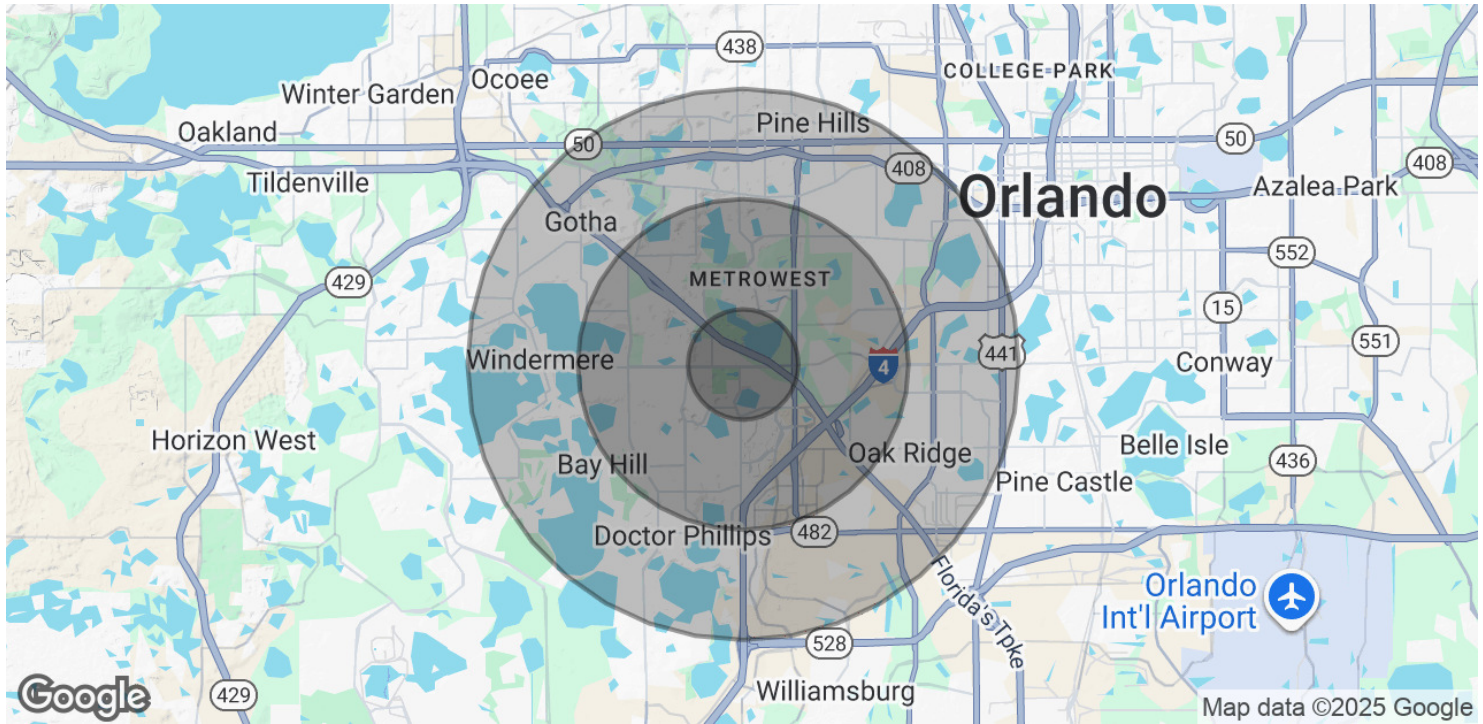 438
COLLEGE PARK
Ocoee
Winter Garden
Pine Hills
Oakland
50
50
408
408
Tildenville
Orlando
Azalea Park
Gotha
552
METROWEST
429
15
551
Windermere
4
441
Conway
Horizon West
Bay Hill
Oak Ridge
Belle Isle
436
Pine Castle
Doctor Phillips
482
Florida's Tpke
Orlando
Int'l Airport
528
Williamsburg
429
Google
Map data ©2025 Google